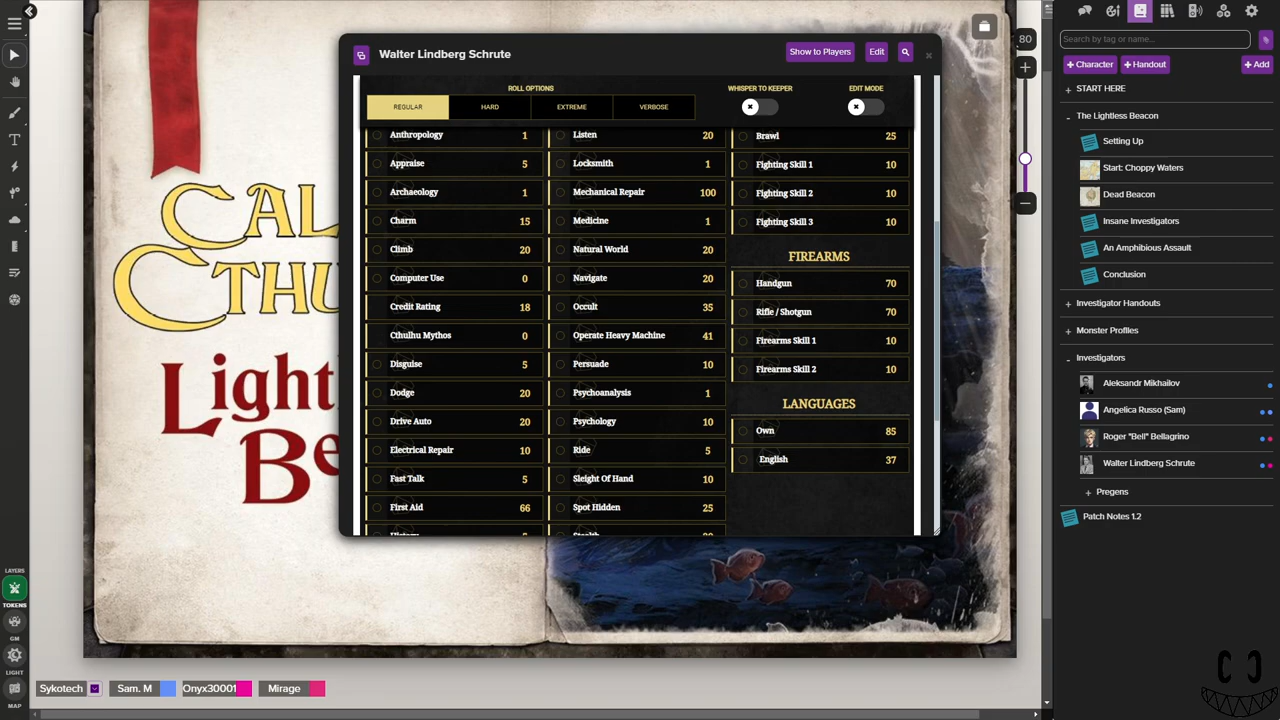 80
Walter Lindberg Schrute
Show to Players
Edit
ROLL OPTIONS
REGULAR
HARD
EXTREME
VERBOSE
WHISPER TO KEEPER
EDIT MODE
Anthropology 1
Appraise 5
Archaeology 1
Charm 15
Climb 20
Computer Use 0
Credit Rating 18
Cthulhu Mythos 0
Disguise 5
Dodge 20
Drive Auto 20
Electrical Repair 10
Fast Talk 5
First Aid 66
Listen 20
Locksmith 1
Mechanical Repair 100
Medicine 1
Natural World 20
Navigate 20
Occult 35
Operate Heavy Machine 41
Persuade 10
Psychoanalysis 1
Psychology 10
Ride 5
Sleight Of Hand 10
Spot Hidden 25
Brawl 25
Fighting Skill 1 10
Fighting Skill 2 10
Fighting Skill 3 10
FIREARMS
Handgun 70
Rifle / Shotgun 70
Firearms Skill 1 10
Firearms Skill 2 10
LANGUAGES
Own 85
English 37
CAL
CTHU
Light
Be
Search by tag or name...
Character
Handout
Add
START HERE
The Lightless Beacon
Setting Up
Start: Choppy Waters
Dead Beacon
Insane Investigators
An Amphibious Assault
Conclusion
Investigator Handouts
Monster Profiles
Investigators
Aleksandr Mikhailov
Angelica Russo (Sam)
Roger "Bell" Bellagrino
Walter Lindberg Schrute
Pregens
Patch Notes 1.2
LAYERS
TOKENS
GM
LIGHT
MAP
Sykotech
Sam. M
Onyx30001
Mirage